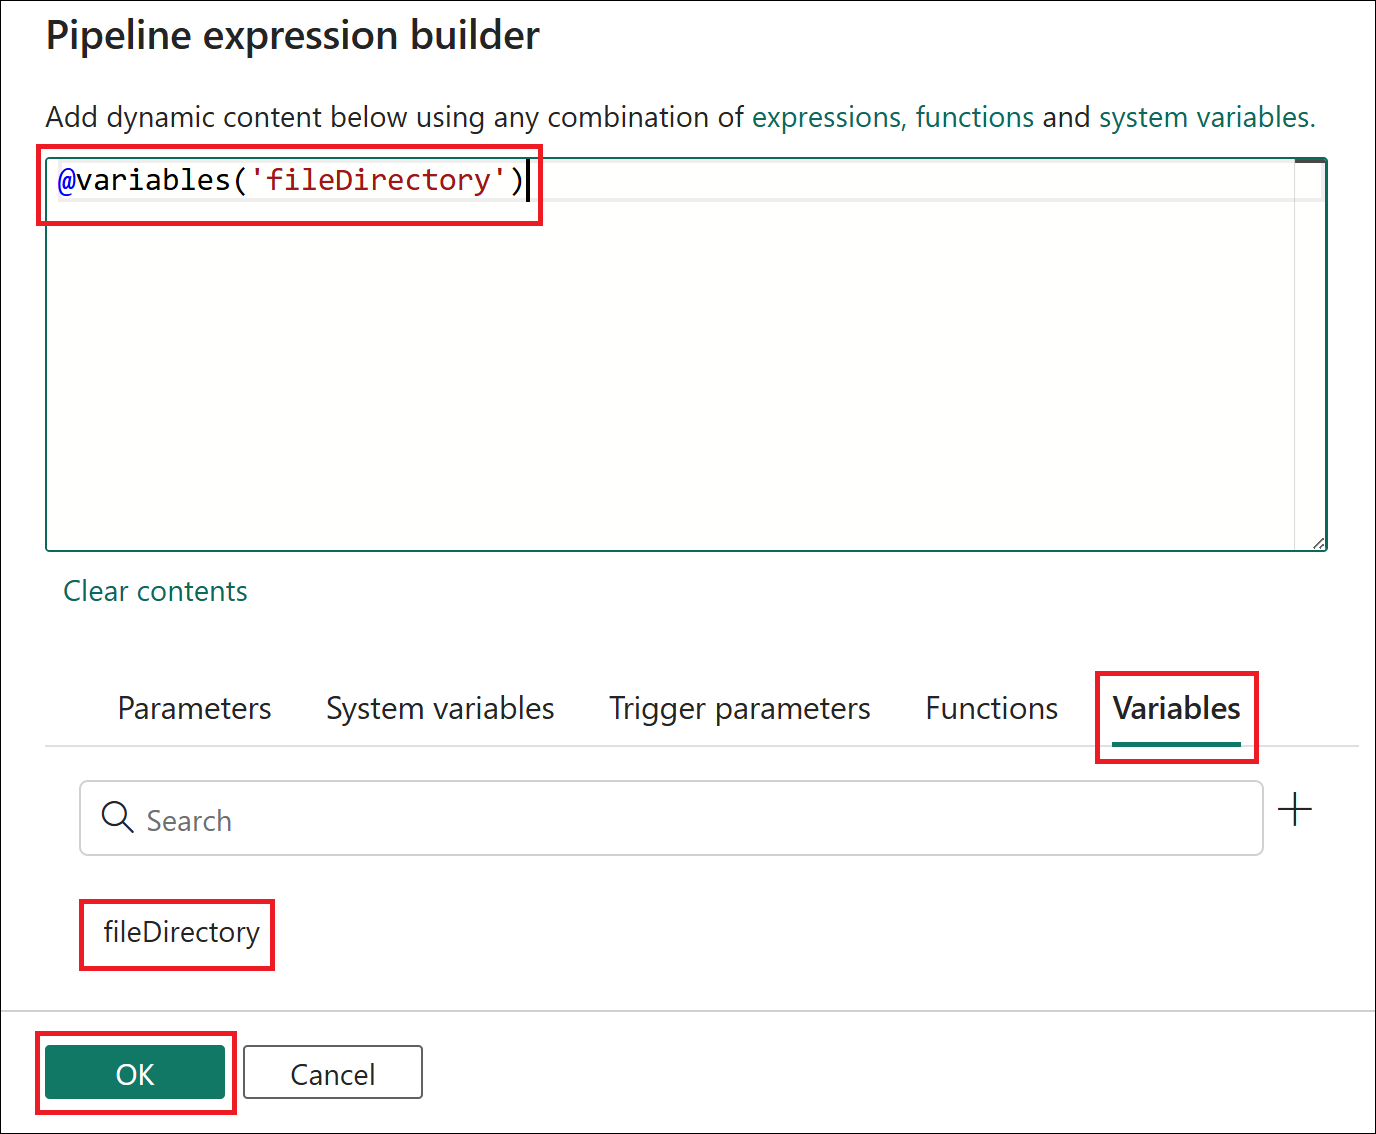 Pipeline expression builder
Add dynamic content below using any combination of expressions, functions and system variables.
@variables('fileDirectory')
Clear contents
Parameters System variables Trigger parameters Functions Variables
Search
fileDirectory
OK Cancel